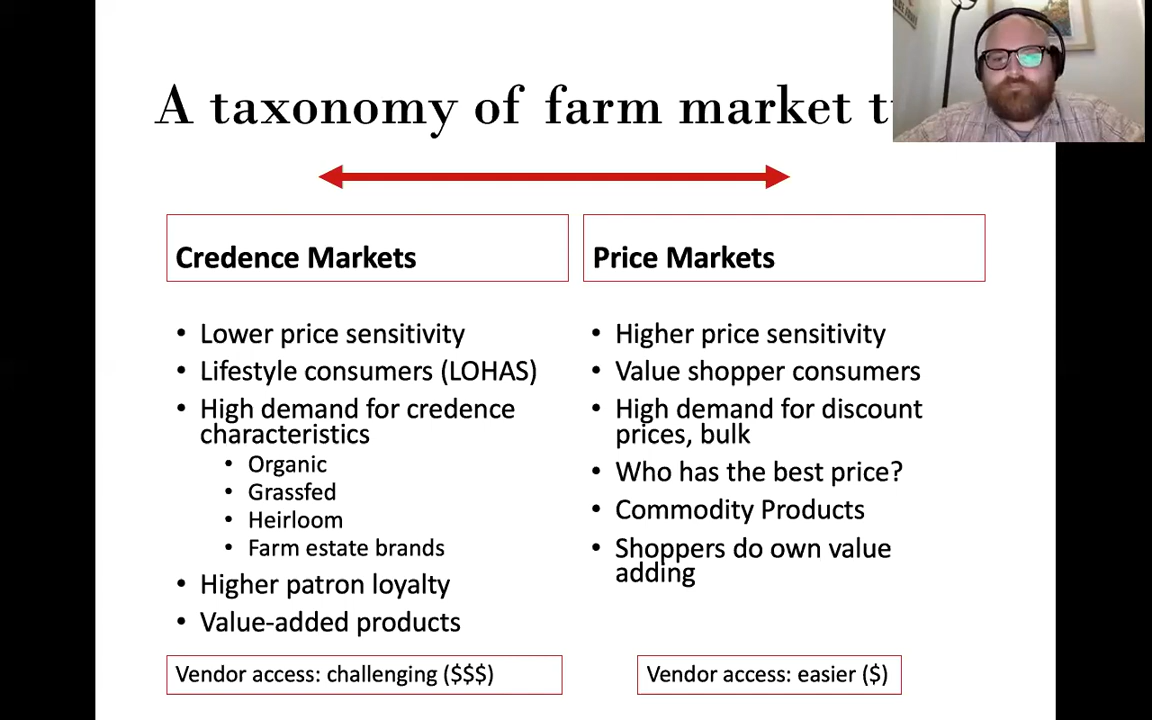 A taxonomy of farm market
Credence Markets
• Lower price sensitivity
• Lifestyle consumers (LOHAS)
• High demand for credence
characteristics
• Organic
• Grassfed
• Heirloom
• Farm estate brands
• Higher patron loyalty
• Value-added products
Vendor access: challenging ($$$)
Price Markets
• Higher price sensitivity
• Value shopper consumers
• High demand for discount
prices, bulk
• Who has the best price?
• Commodity Products
• Shoppers do own value
adding
Vendor access: easier ($)